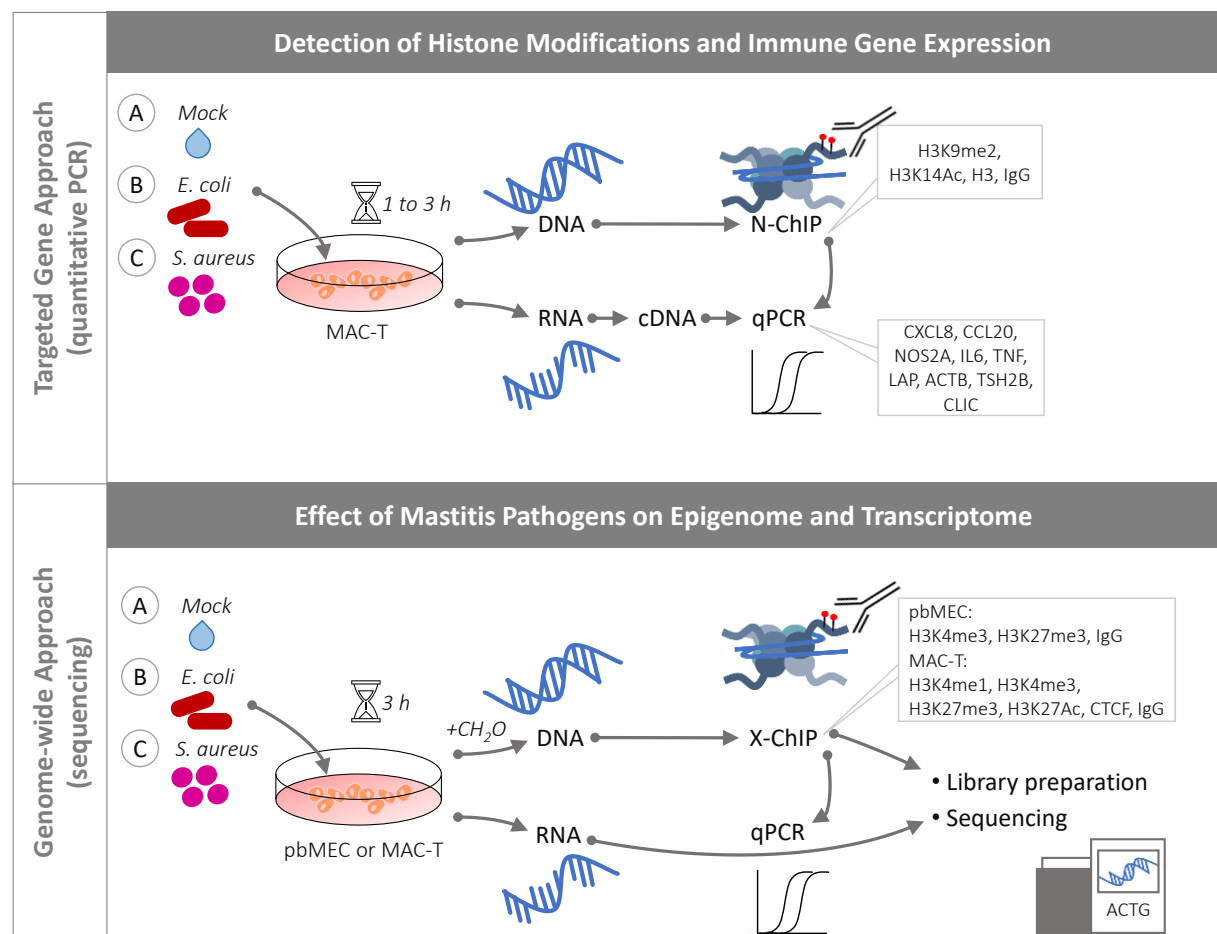 Detection of Histone Modifications and Immune Gene Expression
Targeted Gene Approach
(quantitative PCR)
A
Mock
B
E. coli
C
S. aureus
1 to 3 h
MAC-T
DNA
N-ChIP
H3K9me2,
H3K14Ac, H3, IgG
RNA
cDNA
qPCR
CXCL8, CCL20,
NOS2A, IL6, TNF,
LAP, ACTB, TSH2B,
CLIC
Effect of Mastitis Pathogens on Epigenome and Transcriptome
Genome-wide Approach
(sequencing)
A
Mock
B
E. coli
C
S. aureus
3 h
pbMEC or MAC-T
+CH₂O
DNA
X-ChIP
pbMEC:
H3K4me3, H3K27me3, IgG
MAC-T:
H3K4me1, H3K4me3,
H3K27me3, H3K27Ac, CTCF, IgG
RNA
qPCR
• Library preparation
• Sequencing
ACTG